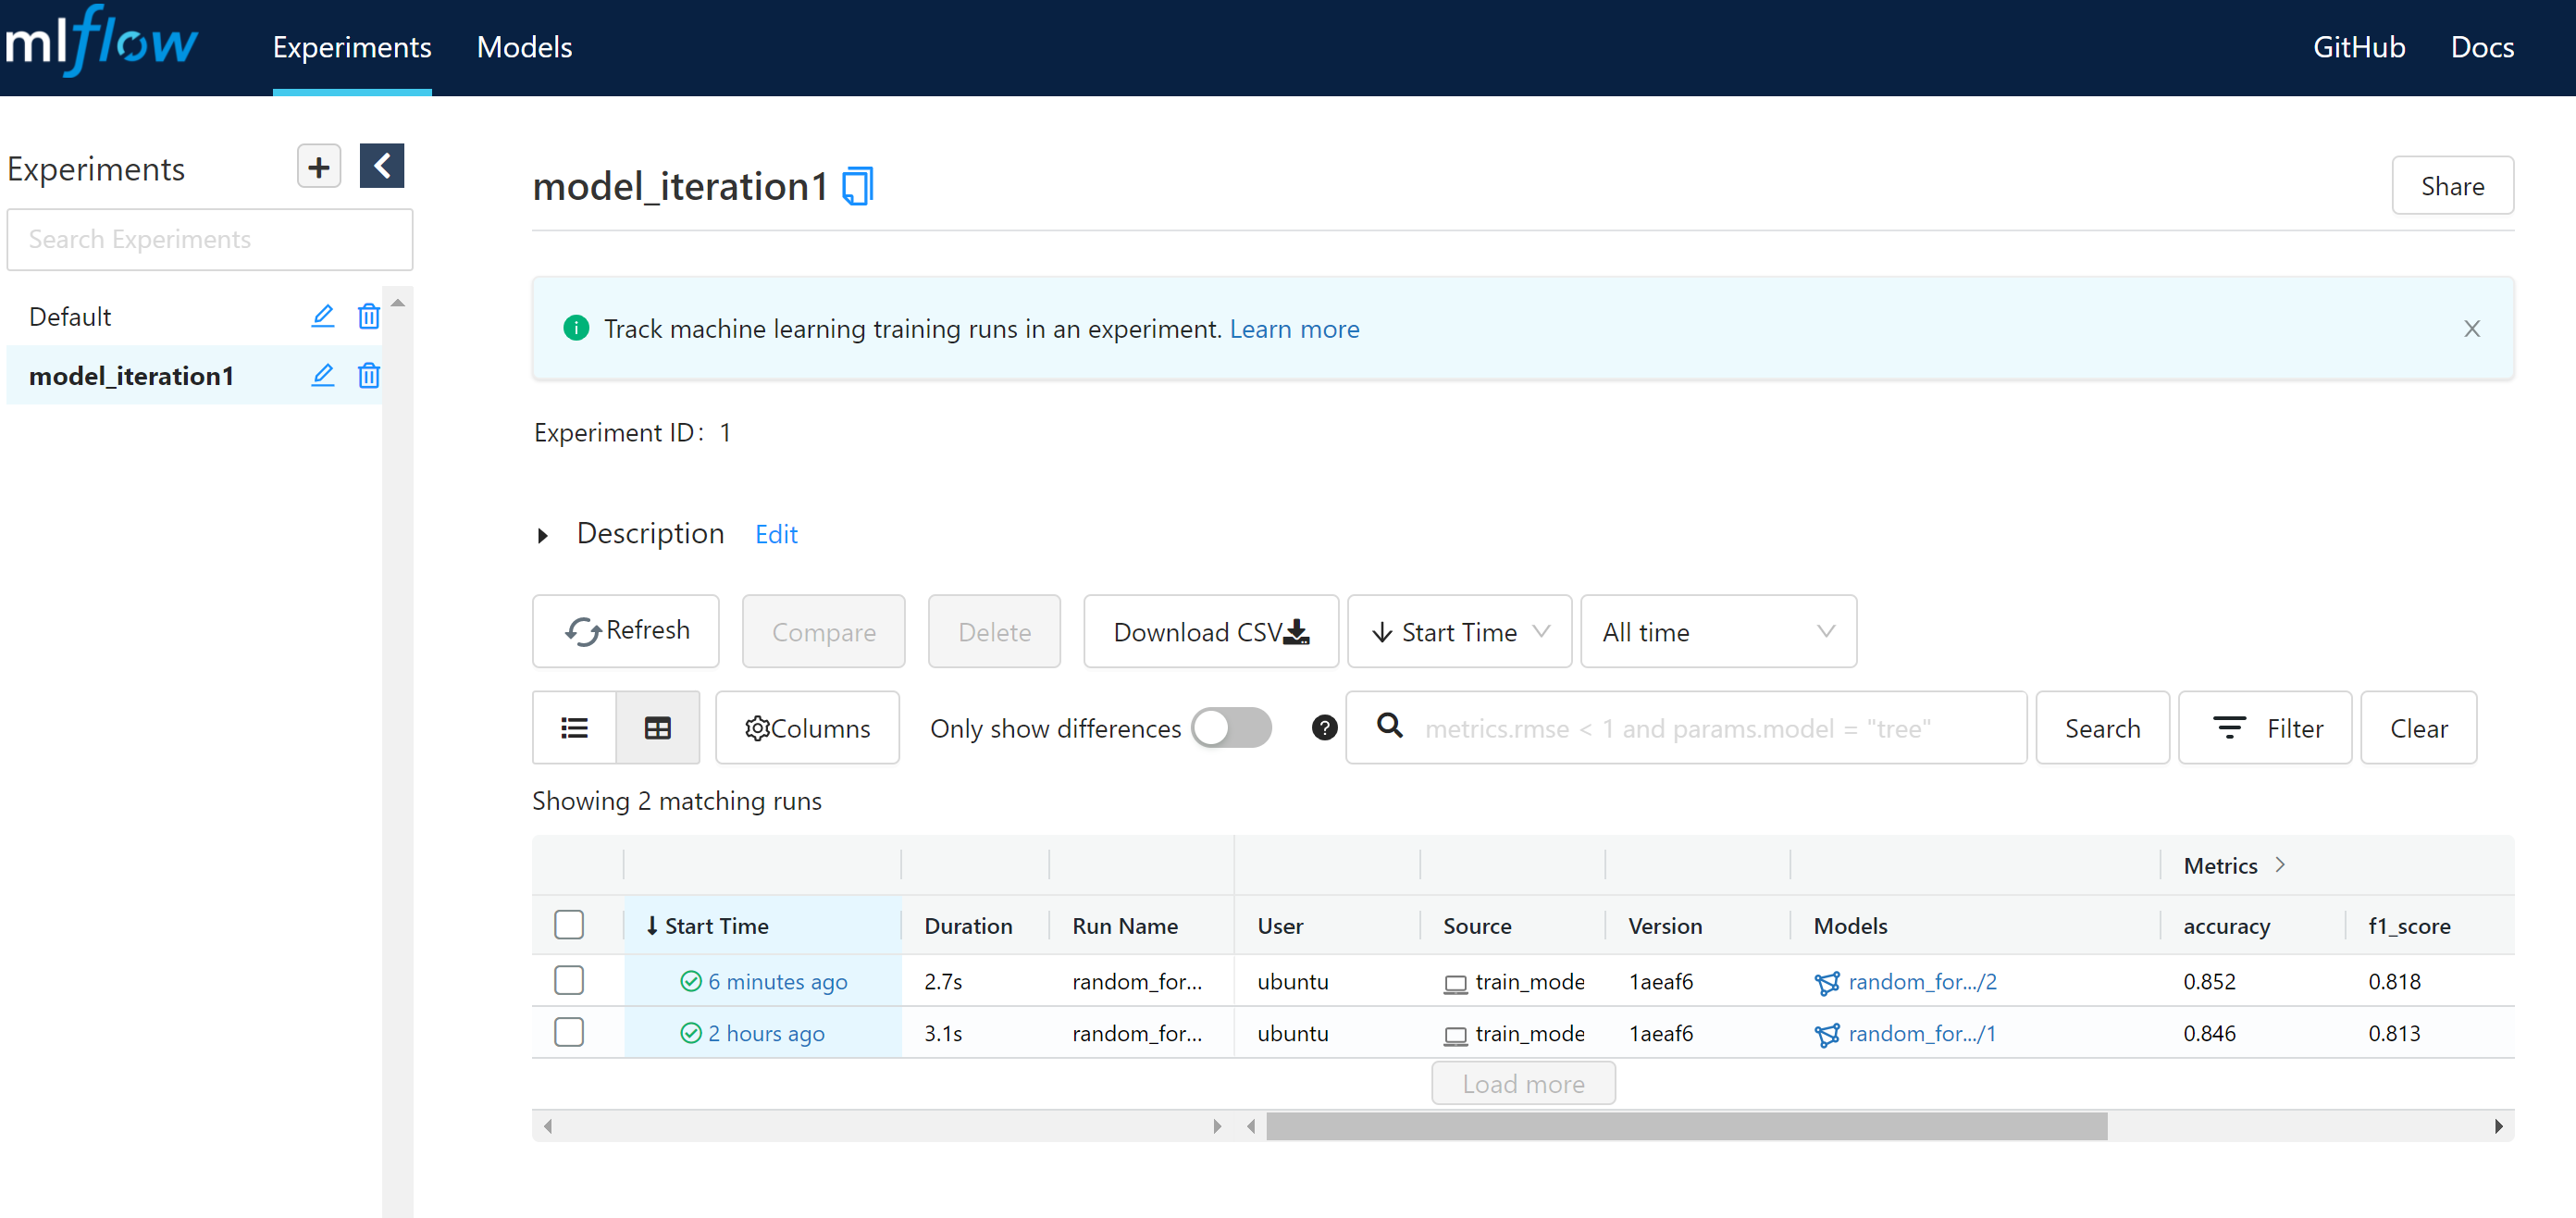 mlflow Experiments Models GitHub Docs
Experiments
Search Experiments
Default
model_iteration1
model_iteration1
Share
Track machine learning training runs in an experiment. Learn more
Experiment ID: 1
Description Edit
Refresh Compare Delete Download CSV Start Time All time
Columns Only show differences metrics.rmse < 1 and params.model = "tree" Search Filter Clear
Showing 2 matching runs
Metrics
Start Time Duration Run Name User Source Version Models accuracy f1_score
6 minutes ago 2.7s random_for... ubuntu train_mode 1aeaf6 random_for.../2 0.852 0.818
2 hours ago 3.1s random_for... ubuntu train_mode 1aeaf6 random_for.../1 0.846 0.813
Load more